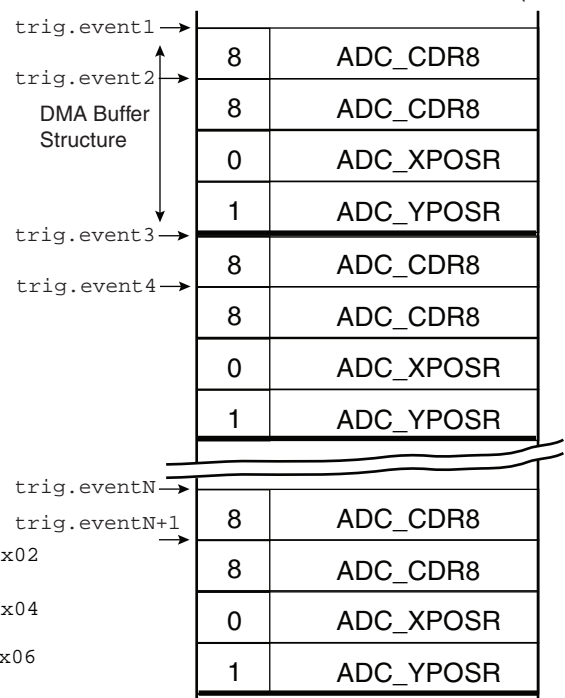 trig.event1
8 ADC_CDR8
trig.event2
8 ADC_CDR8
DMA Buffer
Structure
0 ADC_XPOSR
1 ADC_YPOSR
trig.event3
8 ADC_CDR8
trig.event4
8 ADC_CDR8
0 ADC_XPOSR
1 ADC_YPOSR
trig.eventN
8 ADC_CDR8
trig.eventN+1
x02
8 ADC_CDR8
x04
0 ADC_XPOSR
x06
1 ADC_YPOSR